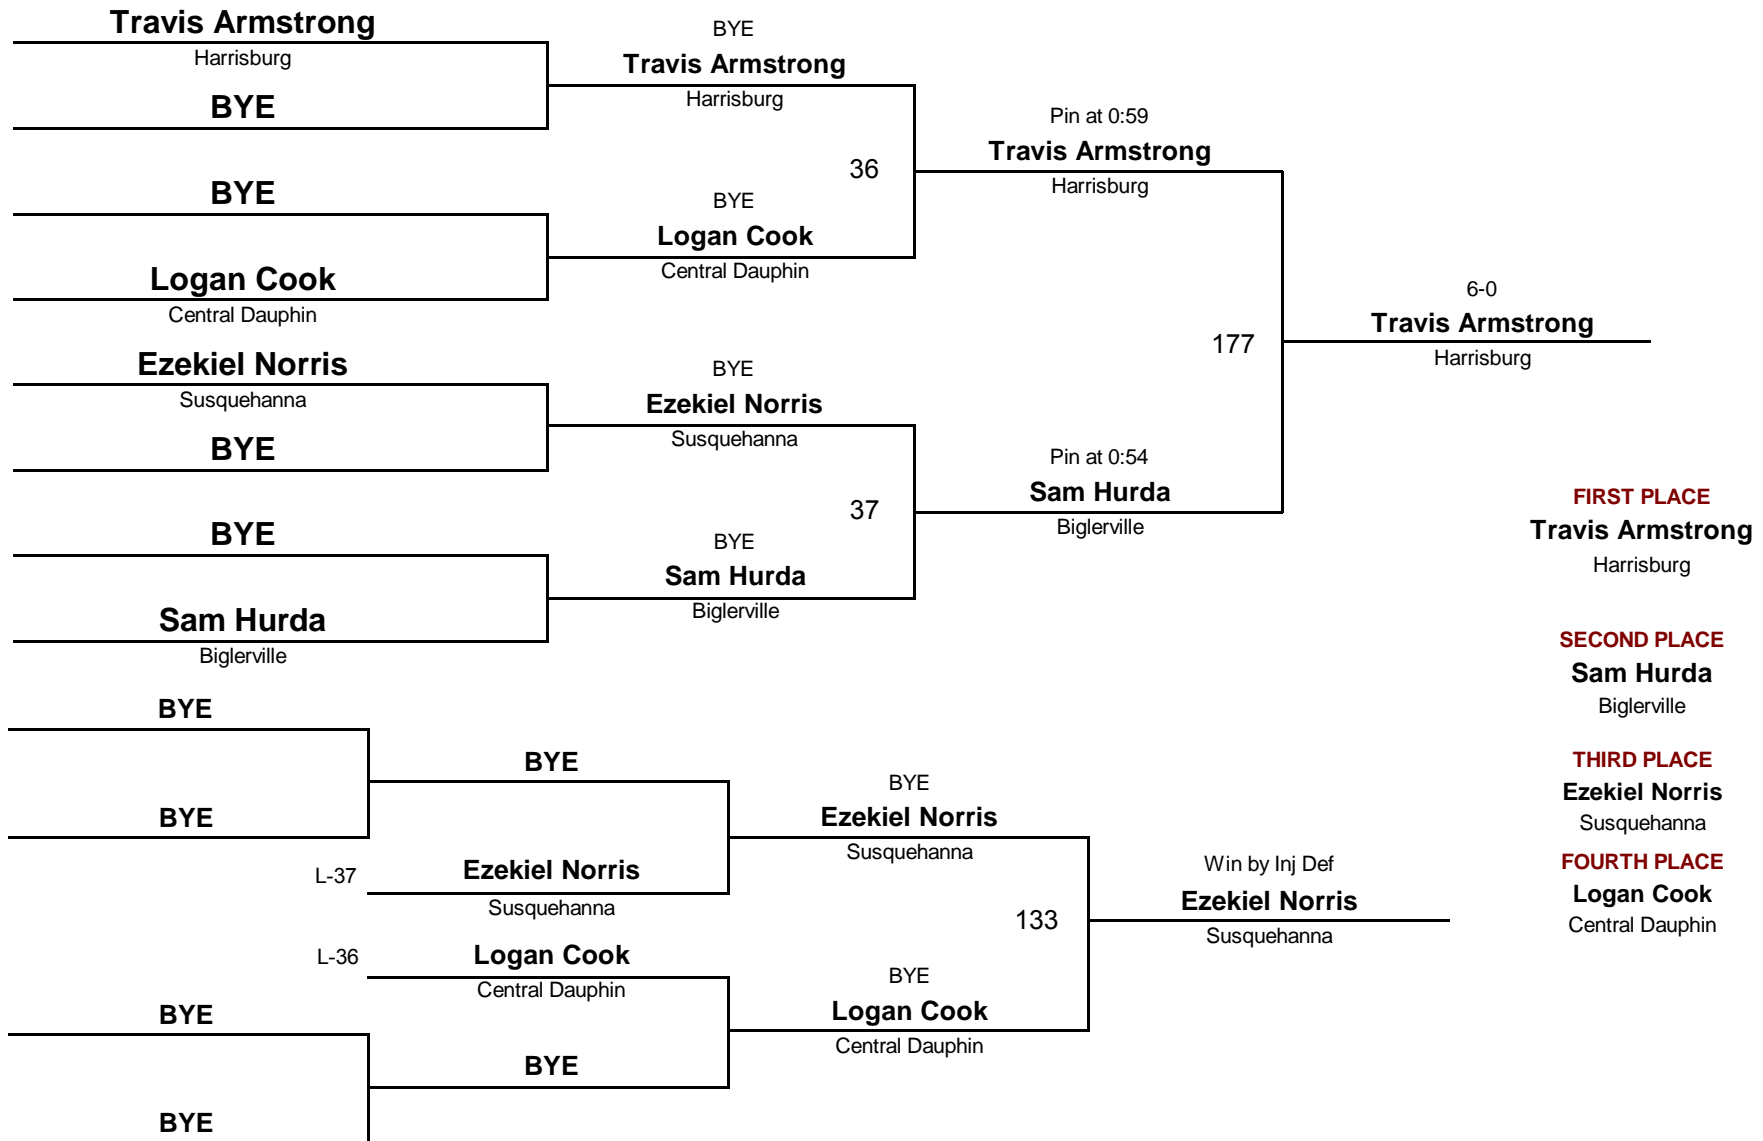 Travis Armstrong
Harrisburg
BYE
BYE
Logan Cook
Central Dauphin
Ezekiel Norris
Susquehanna
BYE
BYE
Sam Hurda
Biglerville
BYE
Travis Armstrong
Harrisburg
36
BYE
Logan Cook
Central Dauphin
BYE
Ezekiel Norris
Susquehanna
37
BYE
Sam Hurda
Biglerville
Pin at 0:59
Travis Armstrong
Harrisburg
177
Pin at 0:54
Sam Hurda
Biglerville
6-0
Travis Armstrong
Harrisburg
FIRST PLACE
Travis Armstrong
Harrisburg
SECOND PLACE
Sam Hurda
Biglerville
THIRD PLACE
Ezekiel Norris
Susquehanna
FOURTH PLACE
Logan Cook
Central Dauphin
BYE
BYE
BYE
BYE
BYE
L-37
Ezekiel Norris
Susquehanna
L-36
Logan Cook
Central Dauphin
BYE
BYE
Ezekiel Norris
Susquehanna
133
BYE
Logan Cook
Central Dauphin
Win by Inj Def
Ezekiel Norris
Susquehanna